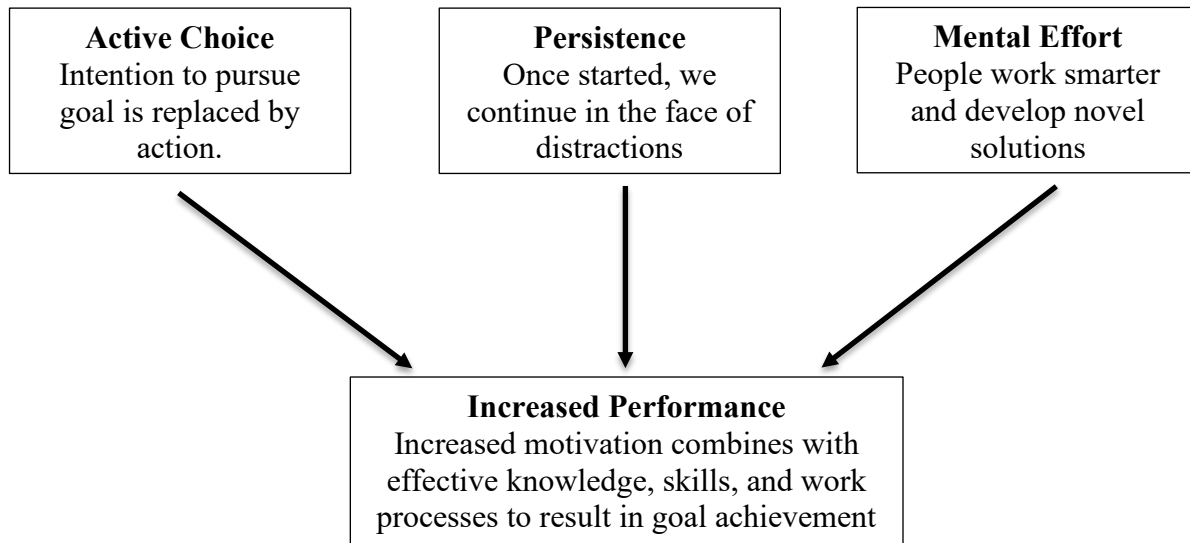 Active Choice
Intention to pursue
goal is replaced by
action.
Persistence
Once started, we
continue in the face of
distractions
Mental Effort
People work smarter
and develop novel
solutions
Increased Performance
Increased motivation combines with
effective knowledge, skills, and work
processes to result in goal achievement